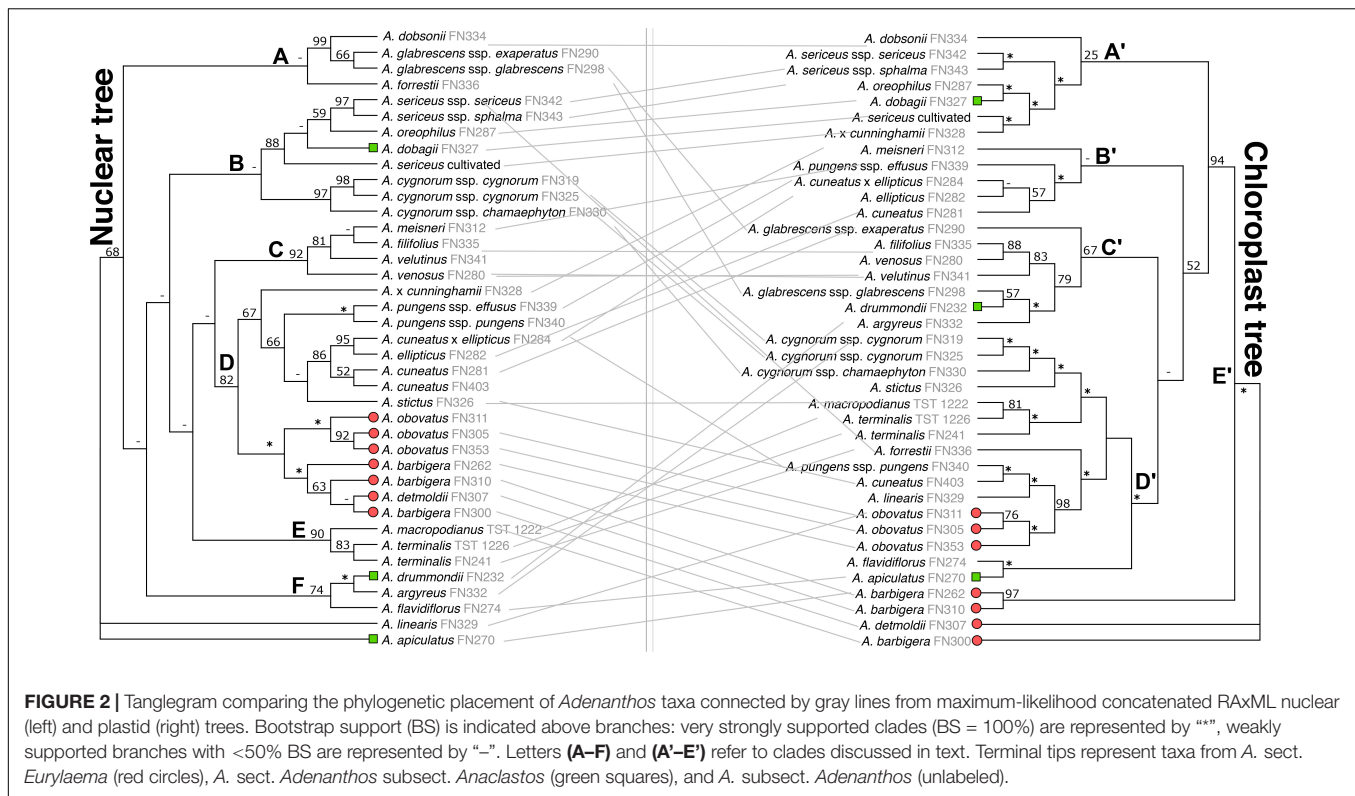 Nuclear tree
68
-
-
-
-
-
A
-
99
66
A. dobsonii FN334
A. glabrescens ssp. exaperatus FN290
A. glabrescens ssp. glabrescens FN298
A. forrestii FN336
B
-
88
-
59
97
A. sericeus ssp. sericeus FN342
A. sericeus ssp. sphalma FN343
A. oreophilus FN287
A. dobagii FN327
A. sericeus cultivated
97
98
A. cygnorum ssp. cygnorum FN319
A. cygnorum ssp. cygnorum FN325
A. cygnorum ssp. chamaephyton FN330
C
92
81
-
A. meisneri FN312
A. filifolius FN335
A. velutinus FN341
A. venosus FN280
D
82
67
66
*
-
86
95
52
A. x cunninghamii FN328
A. pungens ssp. effusus FN339
A. pungens ssp. pungens FN340
A. cuneatus x ellipticus FN284
A. ellipticus FN282
A. cuneatus FN281
A. cuneatus FN403
A. stictus FN326
*
*
92
*
63
-
A. obovatus FN311
A. obovatus FN305
A. obovatus FN353
A. barbigera FN262
A. barbigera FN310
A. detmoldii FN307
A. barbigera FN300
E
90
83
A. macropodianus TST 1222
A. terminalis TST 1226
A. terminalis FN241
F
74
*
A. drummondii FN232
A. argyreus FN332
A. flavidiflorus FN274
A. linearis FN329
A. apiculatus FN270
A. dobsonii FN334
A. sericeus ssp. sericeus FN342
A. sericeus ssp. sphalma FN343
A. oreophilus FN287
A. dobagii FN327
A. sericeus cultivated
A. x cunninghamii FN328
A. meisneri FN312
A. pungens ssp. effusus FN339
A. cuneatus x ellipticus FN284
A. ellipticus FN282
A. cuneatus FN281
A. glabrescens ssp. exaperatus FN290
A. filifolius FN335
A. venosus FN280
A. velutinus FN341
A. glabrescens ssp. glabrescens FN298
A. drummondii FN232
A. argyreus FN332
A. cygnorum ssp. cygnorum FN319
A. cygnorum ssp. cygnorum FN325
A. cygnorum ssp. chamaephyton FN330
A. stictus FN326
A. macropodianus TST 1222
A. terminalis TST 1226
A. terminalis FN241
A. forrestii FN336
A. pungens ssp. pungens FN340
A. cuneatus FN403
A. linearis FN329
A. obovatus FN311
A. obovatus FN305
A. obovatus FN353
A. flavidiflorus FN274
A. apiculatus FN270
A. barbigera FN262
A. barbigera FN310
A. detmoldii FN307
A. barbigera FN300
25
A'
*
*
*
*
*
-
B'
*
-
57
67
C'
88
83
79
57
*
*
*
*
*
81
*
*
*
*
98
76
*
D'
*
*
97
94
52
-
E'
*
Chloroplast tree
FIGURE 2 | Tanglegram comparing the phylogenetic placement of Adenanthos taxa connected by gray lines from maximum-likelihood concatenated RAxML nuclear
(left) and plastid (right) trees. Bootstrap support (BS) is indicated above branches: very strongly supported clades (BS = 100%) are represented by “*”, weakly
supported branches with <50% BS are represented by “–”. Letters (A–F) and (A’–E’) refer to clades discussed in text. Terminal tips represent taxa from A. sect.
Eurylaema (red circles), A. sect. Adenanthos subsect. Anaclastos (green squares), and A. subsect. Adenanthos (unlabeled).